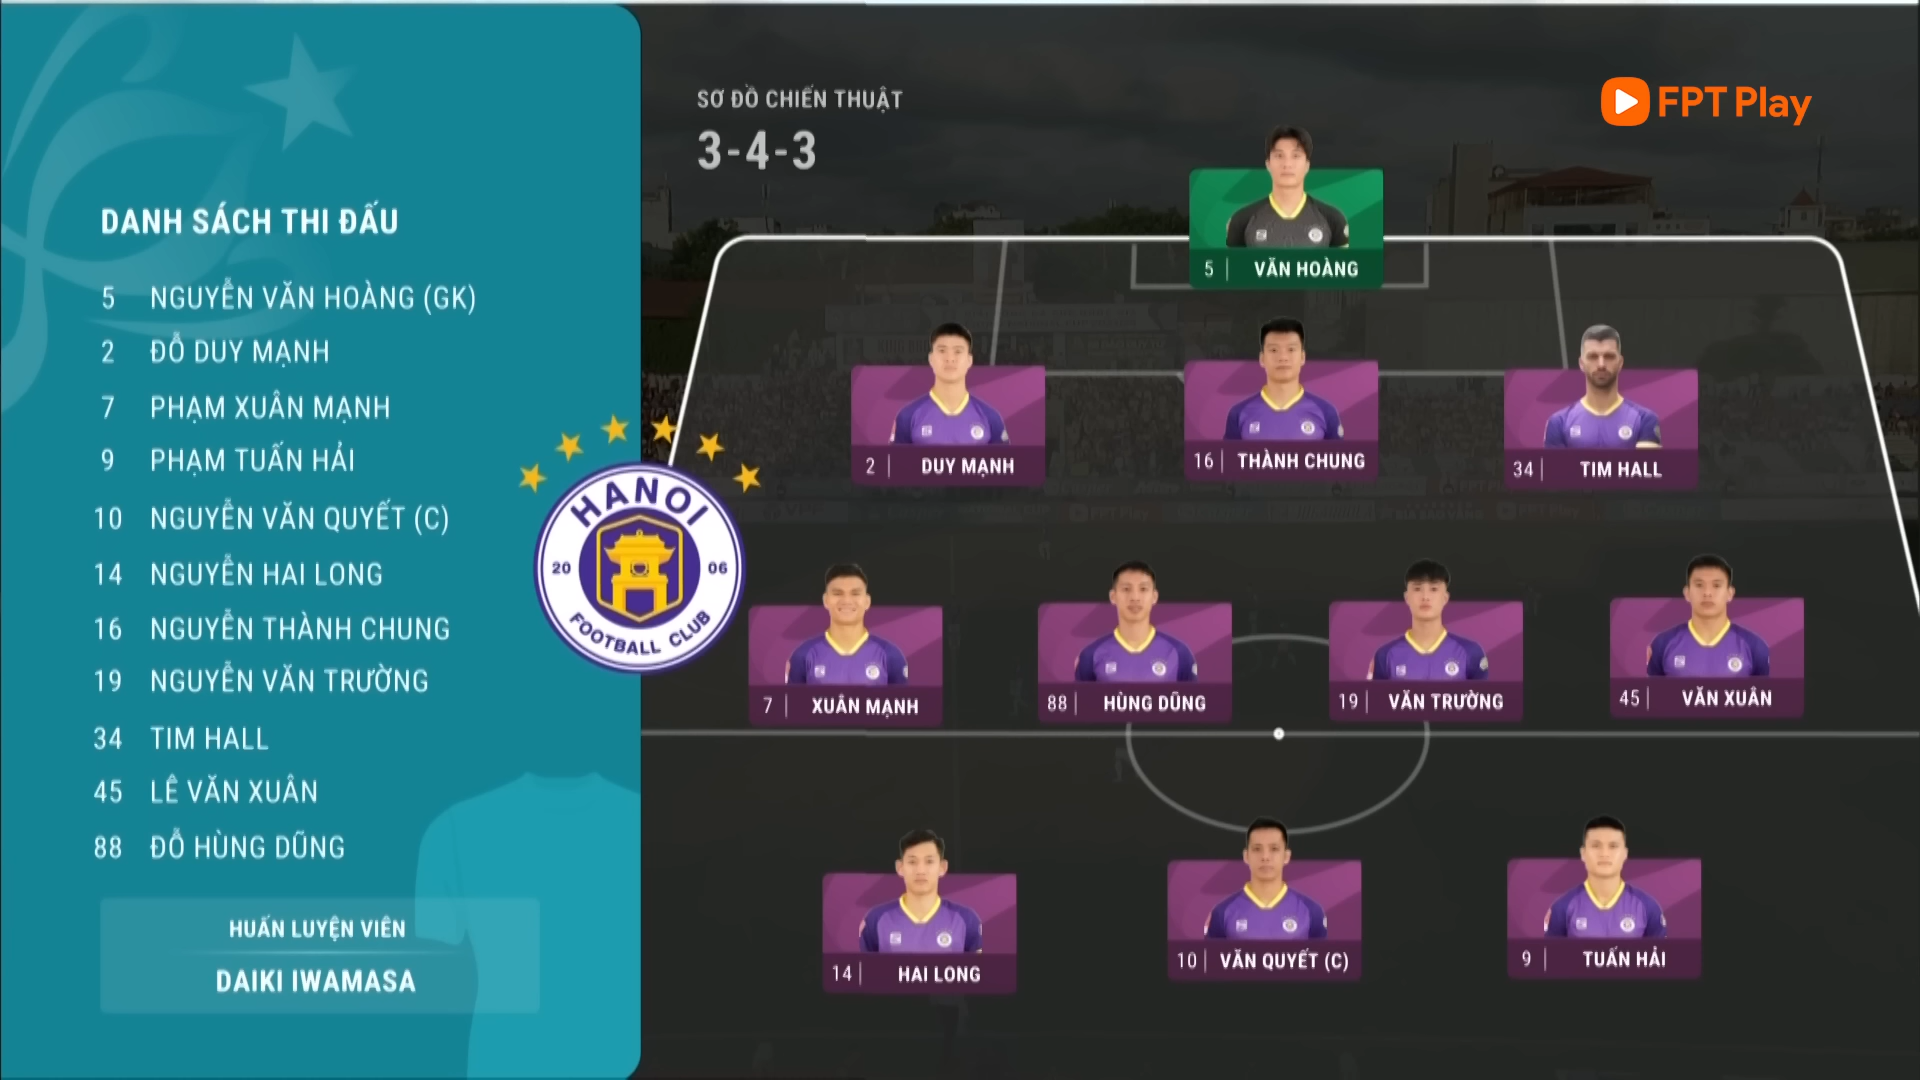 DANH SÁCH THI ĐẤU
5 NGUYỄN VĂN HOÀNG (GK)
2 ĐỖ DUY MẠNH
7 PHẠM XUÂN MẠNH
9 PHẠM TUẤN HẢI
10 NGUYỄN VĂN QUYẾT (C)
14 NGUYỄN HAI LONG
16 NGUYỄN THÀNH CHUNG
19 NGUYỄN VĂN TRƯỜNG
34 TIM HALL
45 LÊ VĂN XUÂN
88 ĐỖ HÙNG DŨNG
HUẤN LUYỆN VIÊN
DAIKI IWAMASA
HANOI
20 06
FOOTBALL CLUB
SƠ ĐỒ CHIẾN THUẬT
3-4-3
FPT Play
5 VĂN HOÀNG
2 DUY MẠNH
16 THÀNH CHUNG
34 TIM HALL
7 XUÂN MẠNH
88 HÙNG DŨNG
19 VĂN TRƯỜNG
45 VĂN XUÂN
14 HAI LONG
10 VĂN QUYẾT (C)
9 TUẤN HẢI